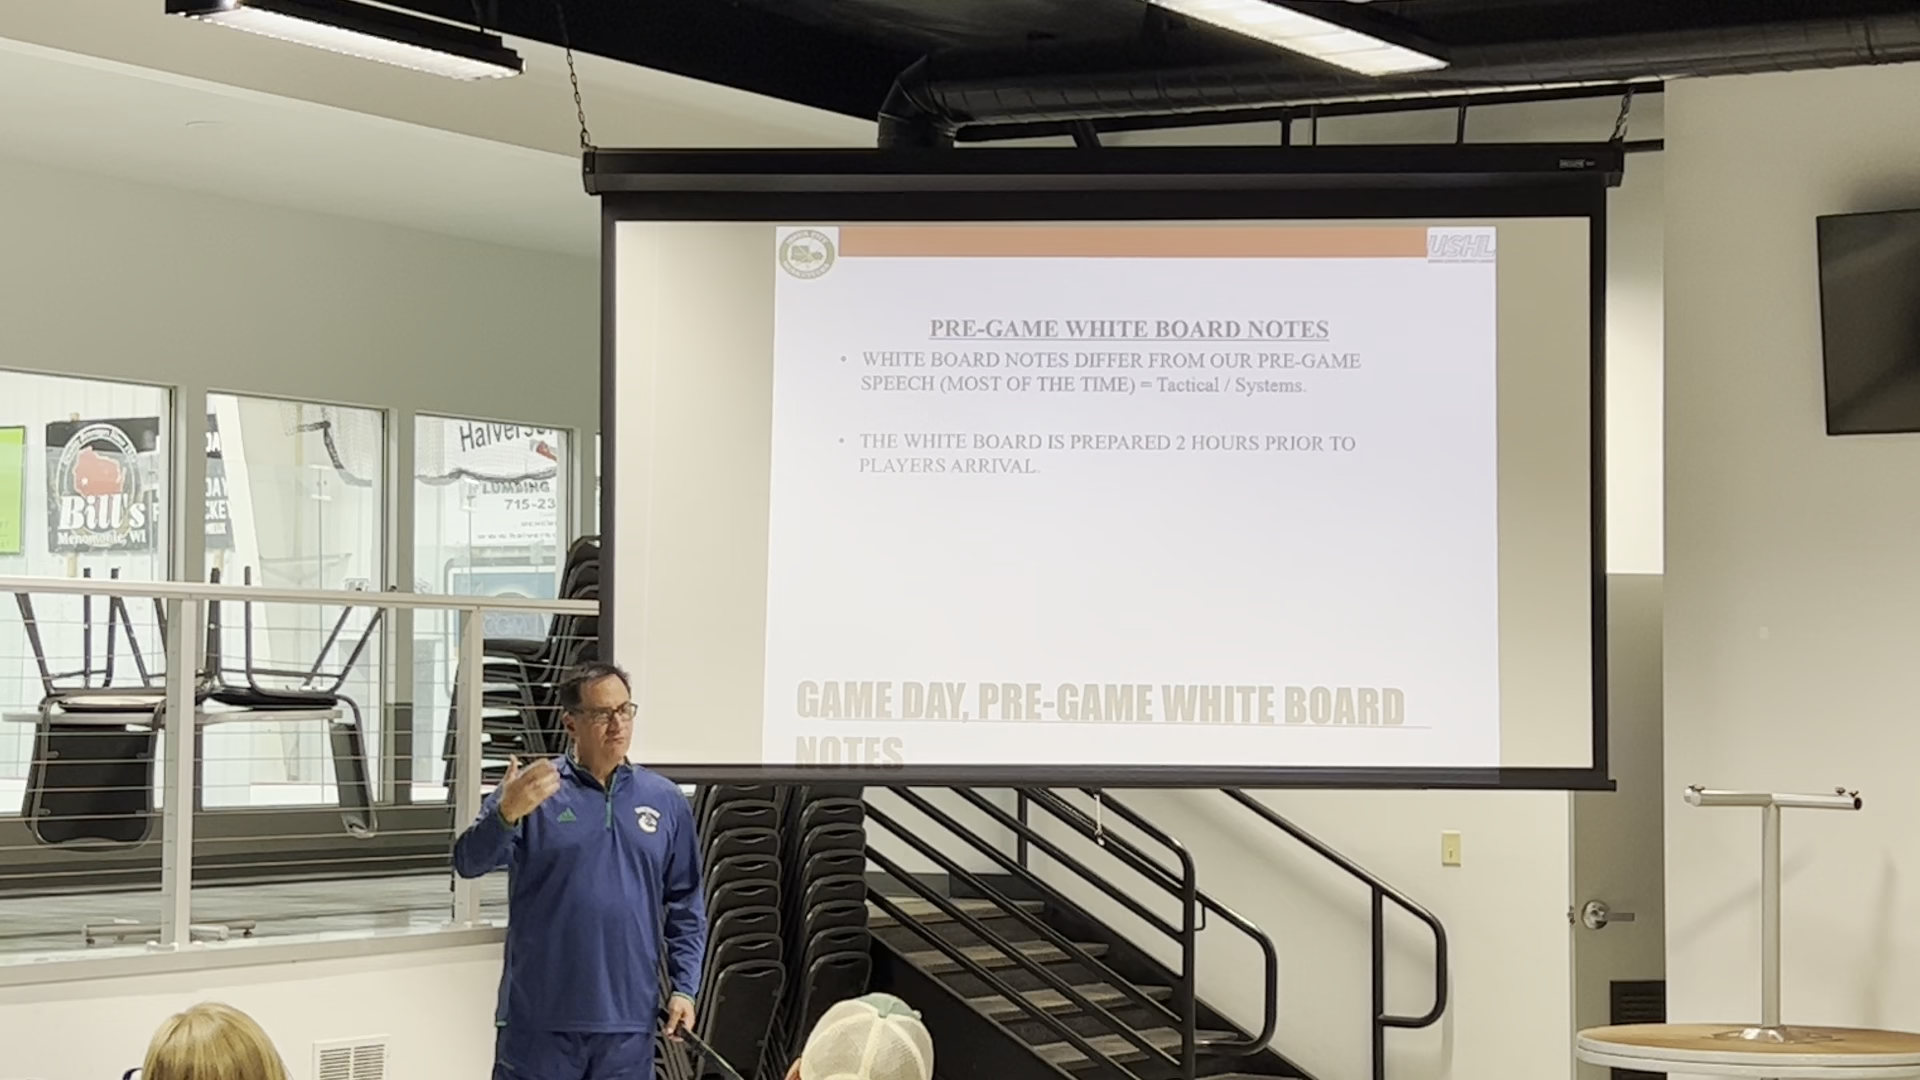 USHL
PRE-GAME WHITE BOARD NOTES
• WHITE BOARD NOTES DIFFER FROM OUR PRE-GAME
SPEECH (MOST OF THE TIME) = Tactical / Systems.
• THE WHITE BOARD IS PREPARED 2 HOURS PRIOR TO
PLAYERS ARRIVAL.
GAME DAY, PRE-GAME WHITE BOARD
NOTES
Bill's
Menomonie, WI
PLUMBING
715-23